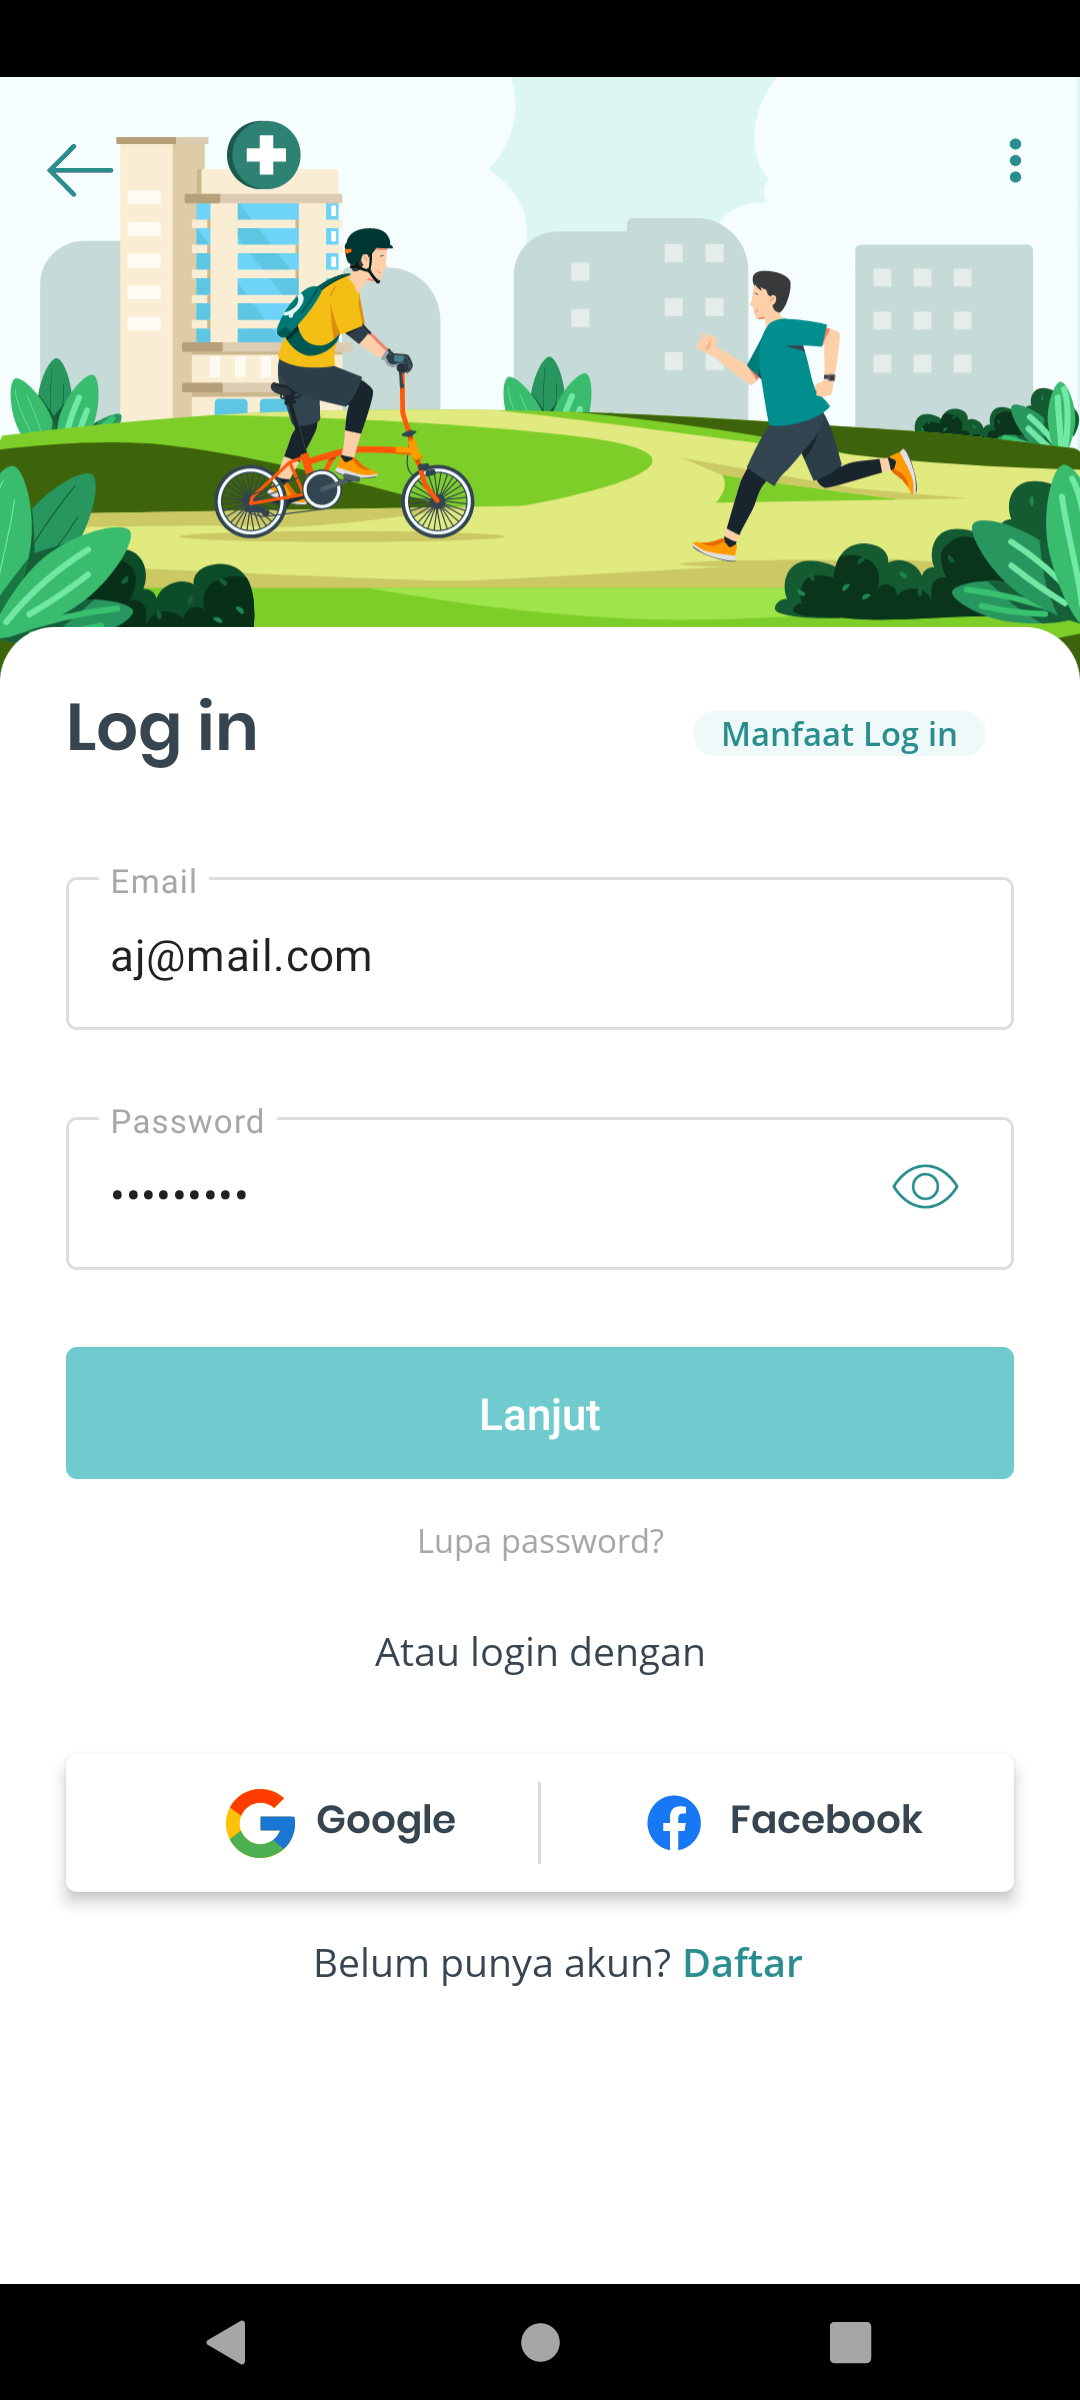 Log in
Manfaat Log in
Email
aj@mail.com
Password
•••••••••
Lanjut
Lupa password?
Atau login dengan
Google
Facebook
Belum punya akun? Daftar